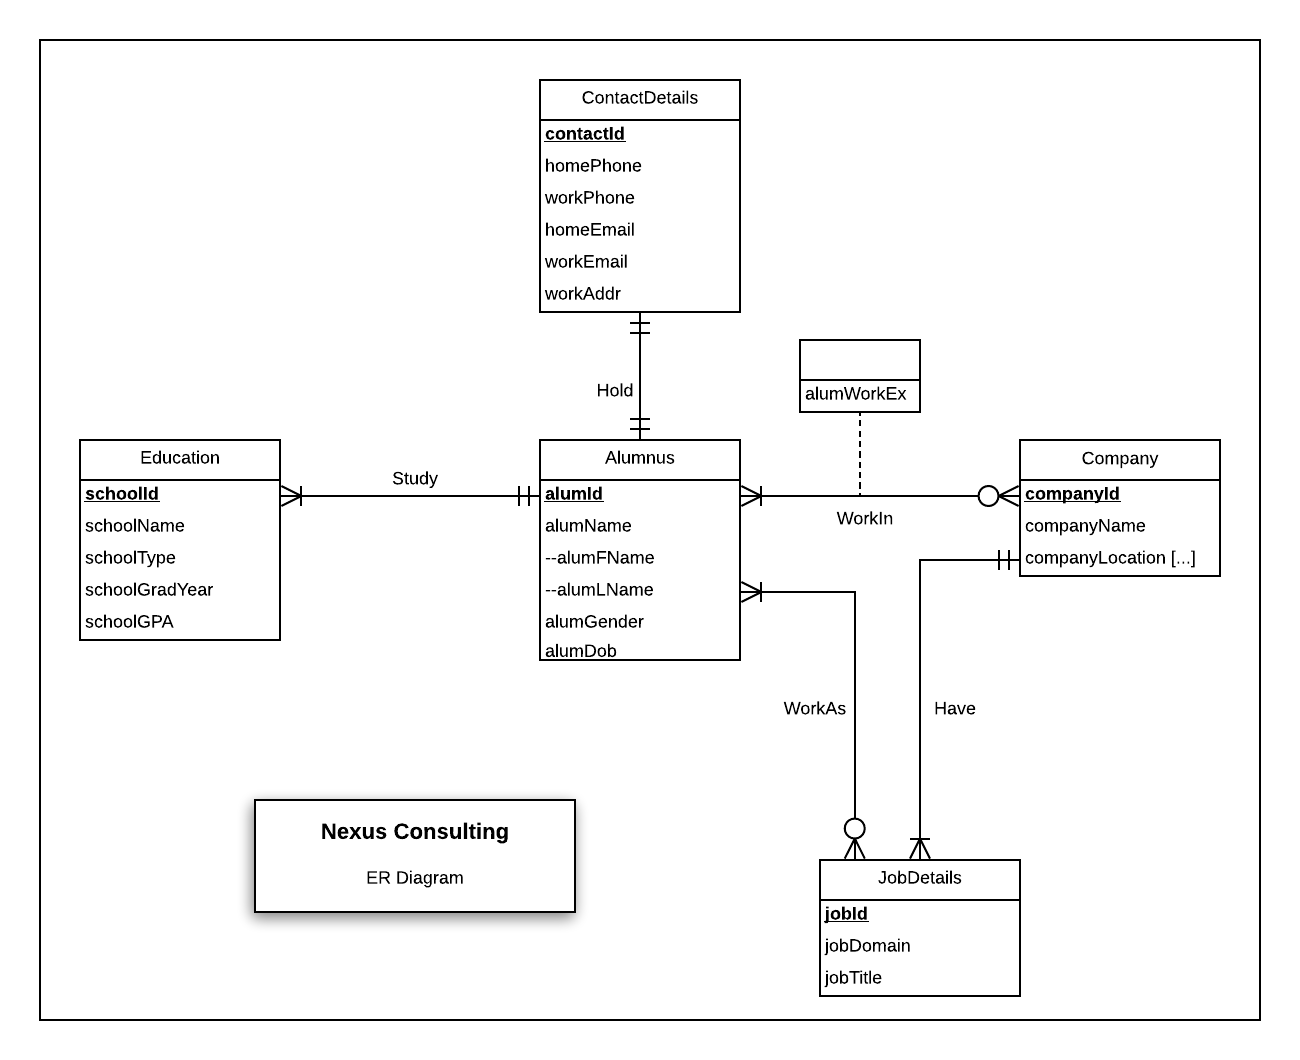 ContactDetails
contactId
homePhone
workPhone
homeEmail
workEmail
workAddr
Hold
alumWorkEx
Education
schoolId
schoolName
schoolType
schoolGradYear
schoolGPA
Study
Alumnus
alumId
alumName
--alumFName
--alumLName
alumGender
alumDob
WorkIn
Company
companyId
companyName
companyLocation [...]
WorkAs
Have
Nexus Consulting
ER Diagram
JobDetails
jobId
jobDomain
jobTitle